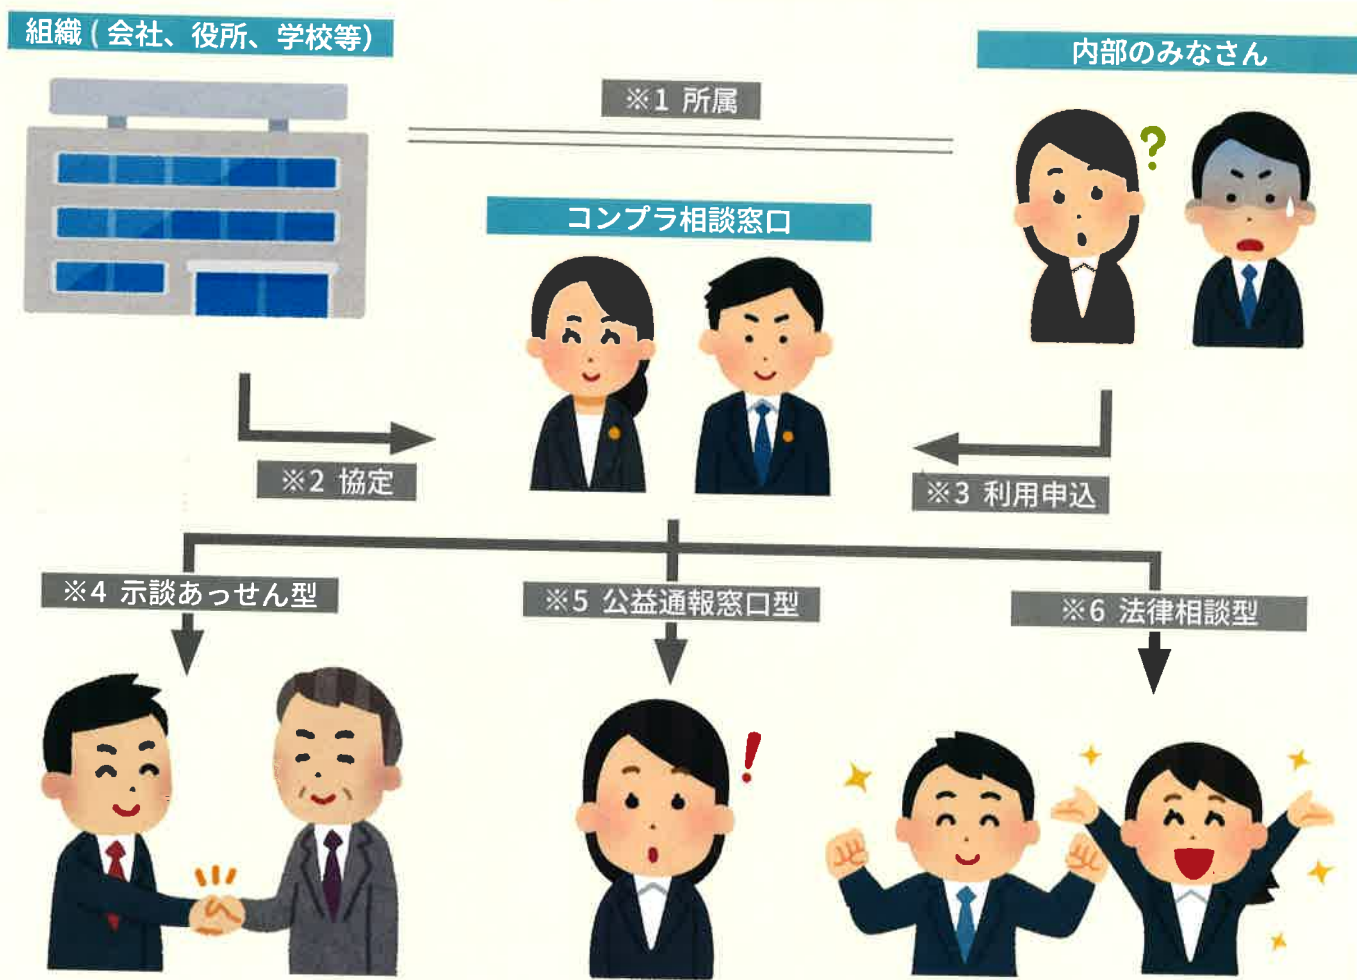 組織(会社、役所、学校等)
内部のみなさん
※1 所属
コンプラ相談窓口
※2 協定
※3 利用申込
※4 示談あっせん型
※5 公益通報窓口型
※6 法律相談型